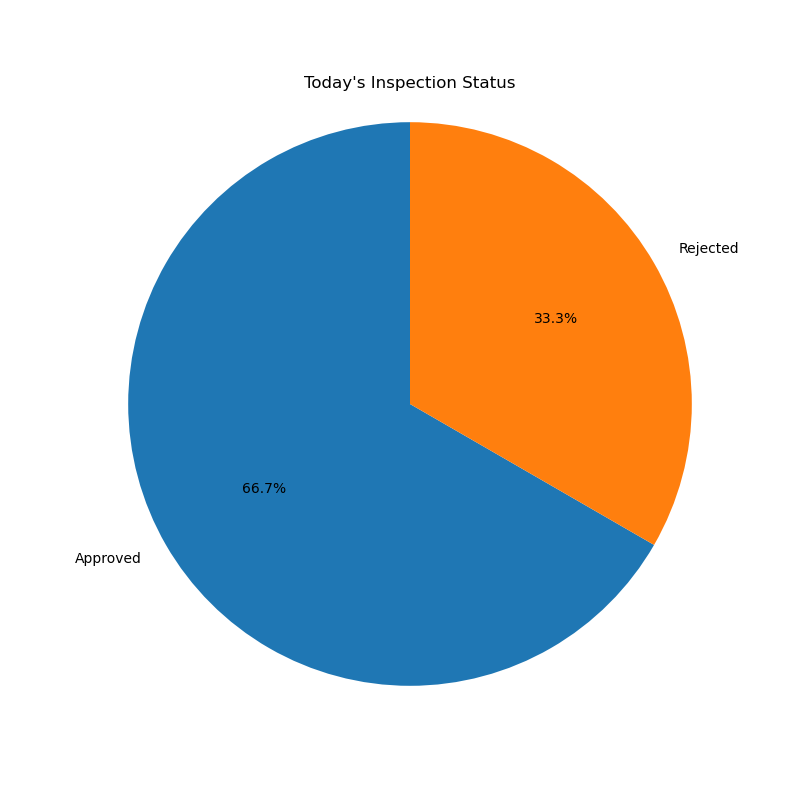 Today's Inspection Status
Rejected
33.3%
66.7%
Approved